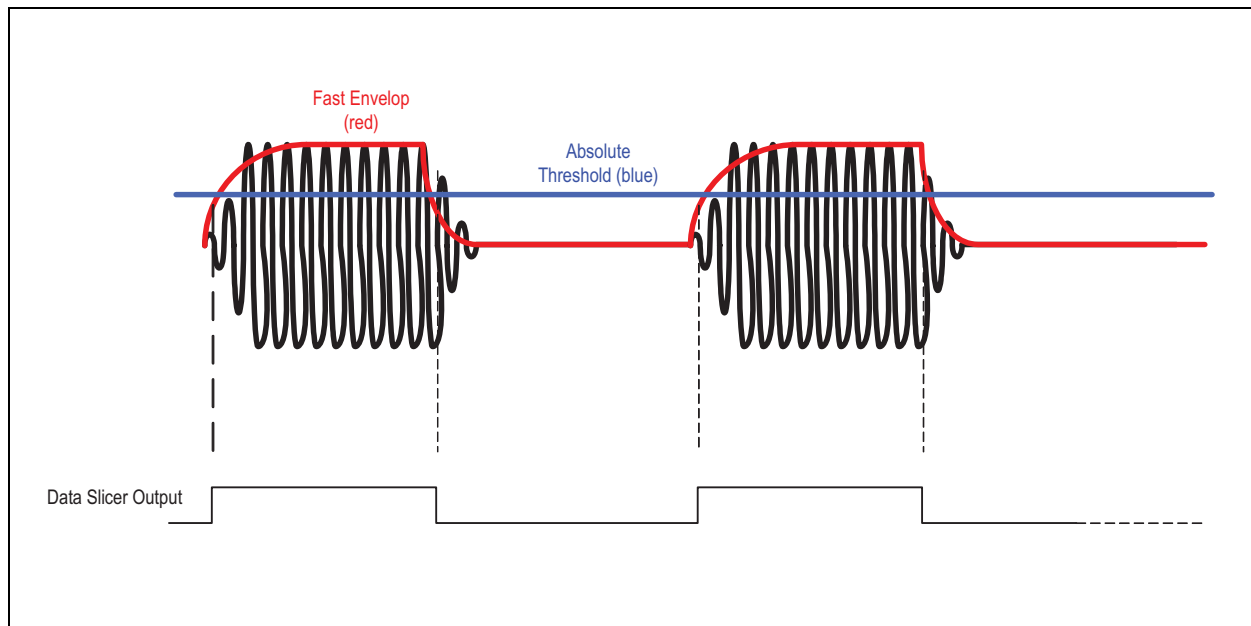 Fast Envelop
(red)
Absolute
Threshold (blue)
Data Slicer Output